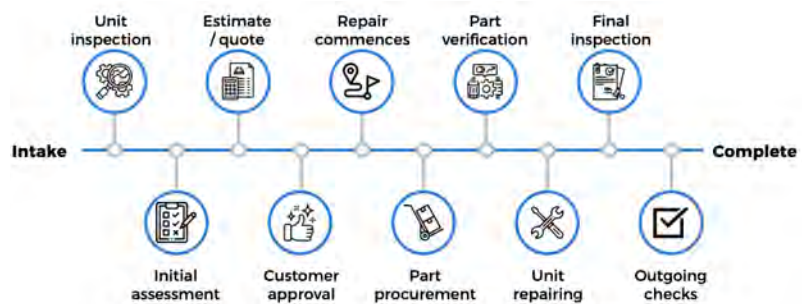 Unit
inspection
Estimate
/ quote
Repair
commences
Part
verification
Final
inspection
Intake
Complete
Initial
assessment
Customer
approval
Part
procurement
Unit
repairing
Outgoing
checks